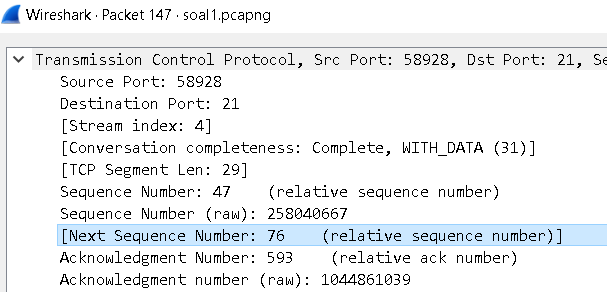 Wireshark · Packet 147 · soal1.pcapng
Transmission Control Protocol, Src Port: 58928, Dst Port: 21, Se
Source Port: 58928
Destination Port: 21
[Stream index: 4]
[Conversation completeness: Complete, WITH_DATA (31)]
[TCP Segment Len: 29]
Sequence Number: 47    (relative sequence number)
Sequence Number (raw): 258040667
[Next Sequence Number: 76    (relative sequence number)]
Acknowledgment Number: 593    (relative ack number)
Acknowledgment number (raw): 1044861039